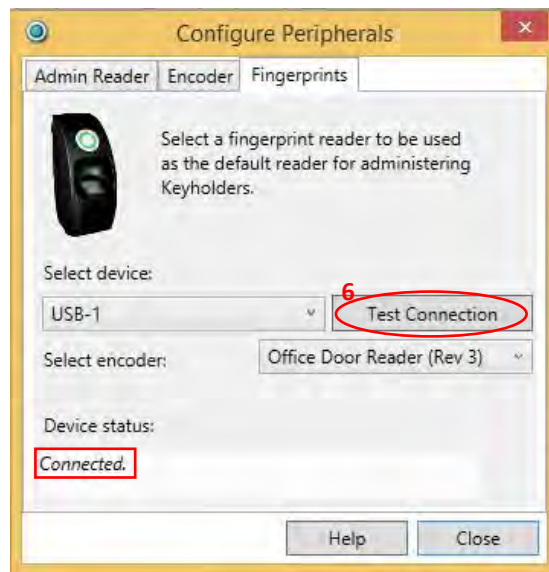 Configure Peripherals
Admin Reader Encoder Fingerprints
Select a fingerprint reader to be used
as the default reader for administering
Keyholders.
Select device:
6
USB-1 Test Connection
Select encoder: Office Door Reader (Rev 3)
Device status:
Connected.
Help Close